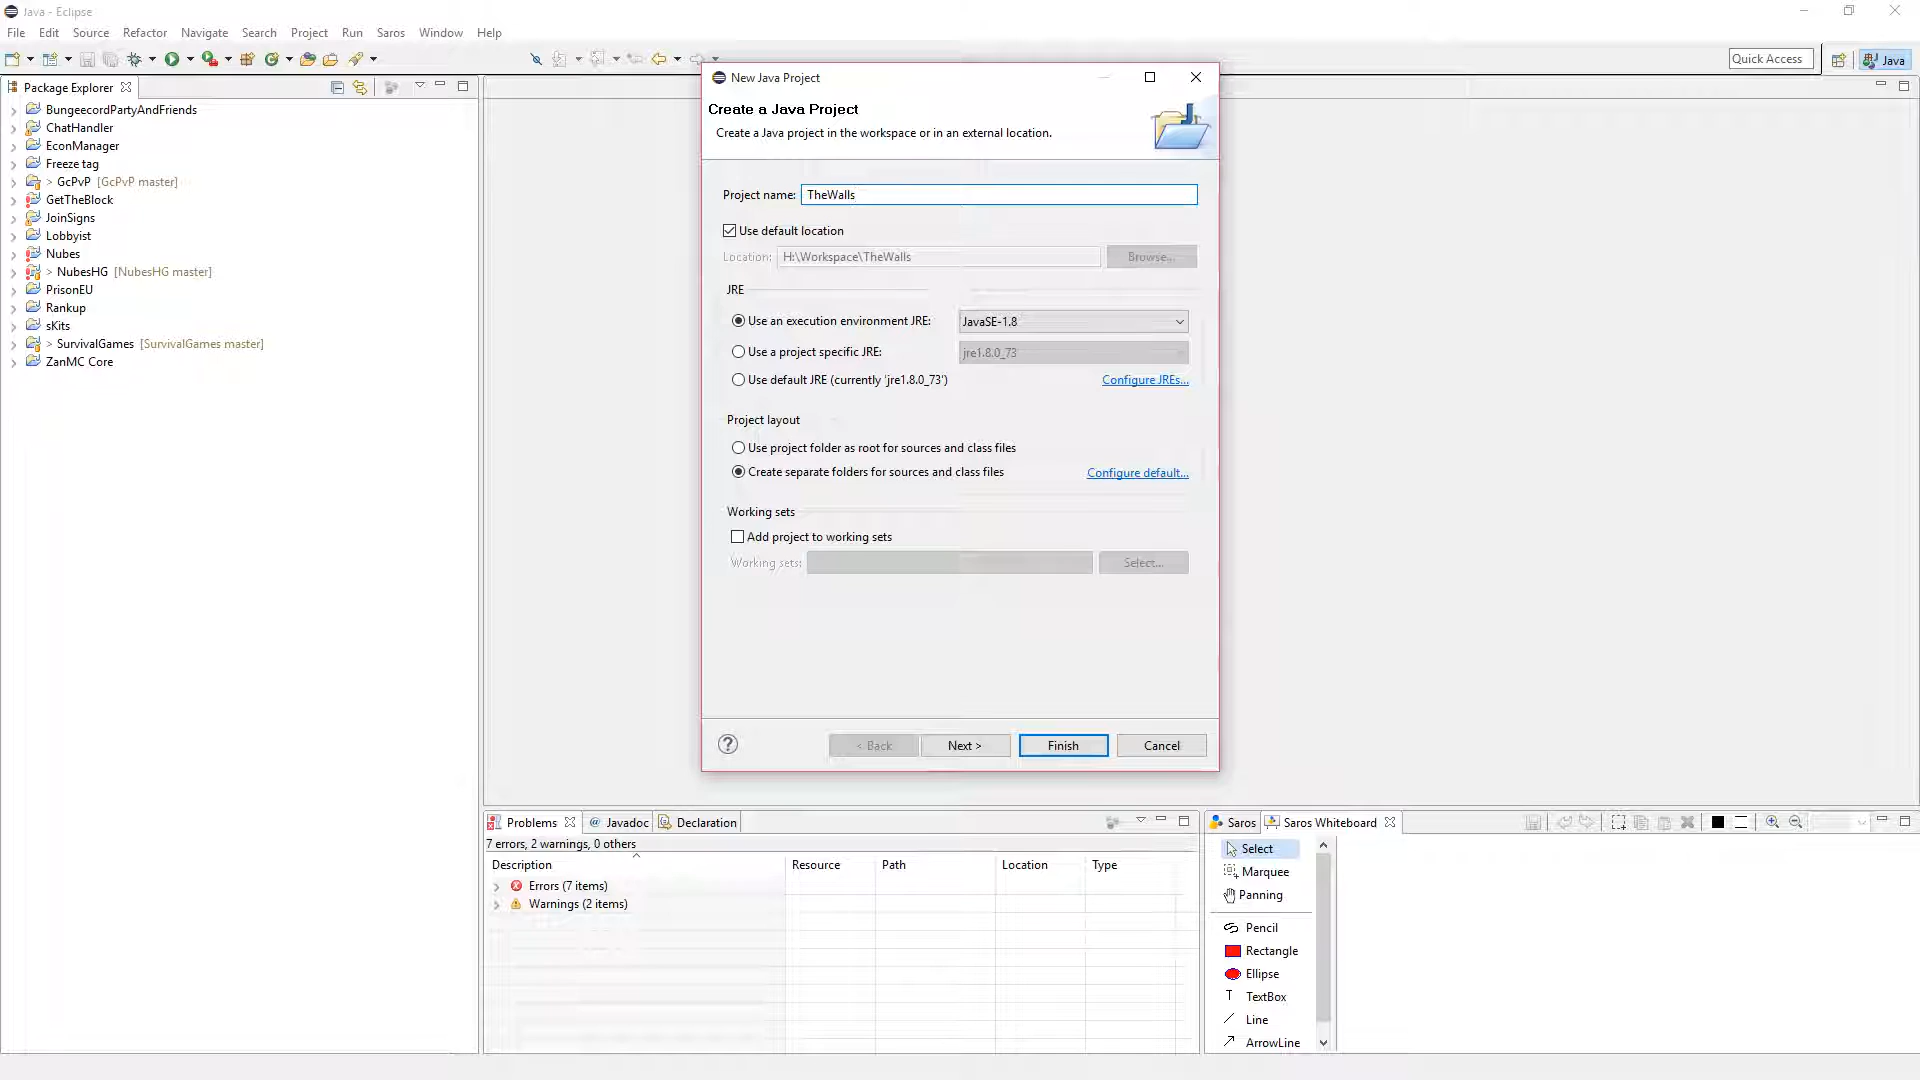 Java - Eclipse
File Edit Source Refactor Navigate Search Project Run Saros Window Help
Quick Access
Java
Package Explorer
BungeecordPartyAndFriends
ChatHandler
EconManager
Freeze tag
> GcPvP [GcPvP master]
GetTheBlock
JoinSigns
Lobbyist
Nubes
> NubesHG [NubesHG master]
PrisonEU
Rankup
sKits
> SurvivalGames [SurvivalGames master]
ZanMC Core
New Java Project
Create a Java Project
Create a Java project in the workspace or in an external location.
Project name: TheWalls
Use default location
Location: H:\Workspace\TheWalls Browse...
JRE
Use an execution environment JRE: JavaSE-1.8
Use a project specific JRE: jre1.8.0_73
Use default JRE (currently 'jre1.8.0_73') Configure JREs...
Project layout
Use project folder as root for sources and class files
Create separate folders for sources and class files Configure default...
Working sets
Add project to working sets
Working sets: Select...
? < Back Next > Finish Cancel
Problems @ Javadoc Declaration
7 errors, 2 warnings, 0 others
Description Resource Path Location Type
Errors (7 items)
Warnings (2 items)
Saros Saros Whiteboard
Select
Marquee
Panning
Pencil
Rectangle
Ellipse
T TextBox
Line
ArrowLine